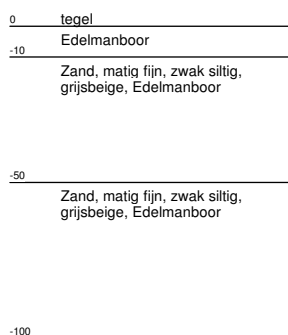 0 tegel
Edelmanboor
-10
Zand, matig fijn, zwak siltig,
grijsbeige, Edelmanboor
-50
Zand, matig fijn, zwak siltig,
grijsbeige, Edelmanboor
-100